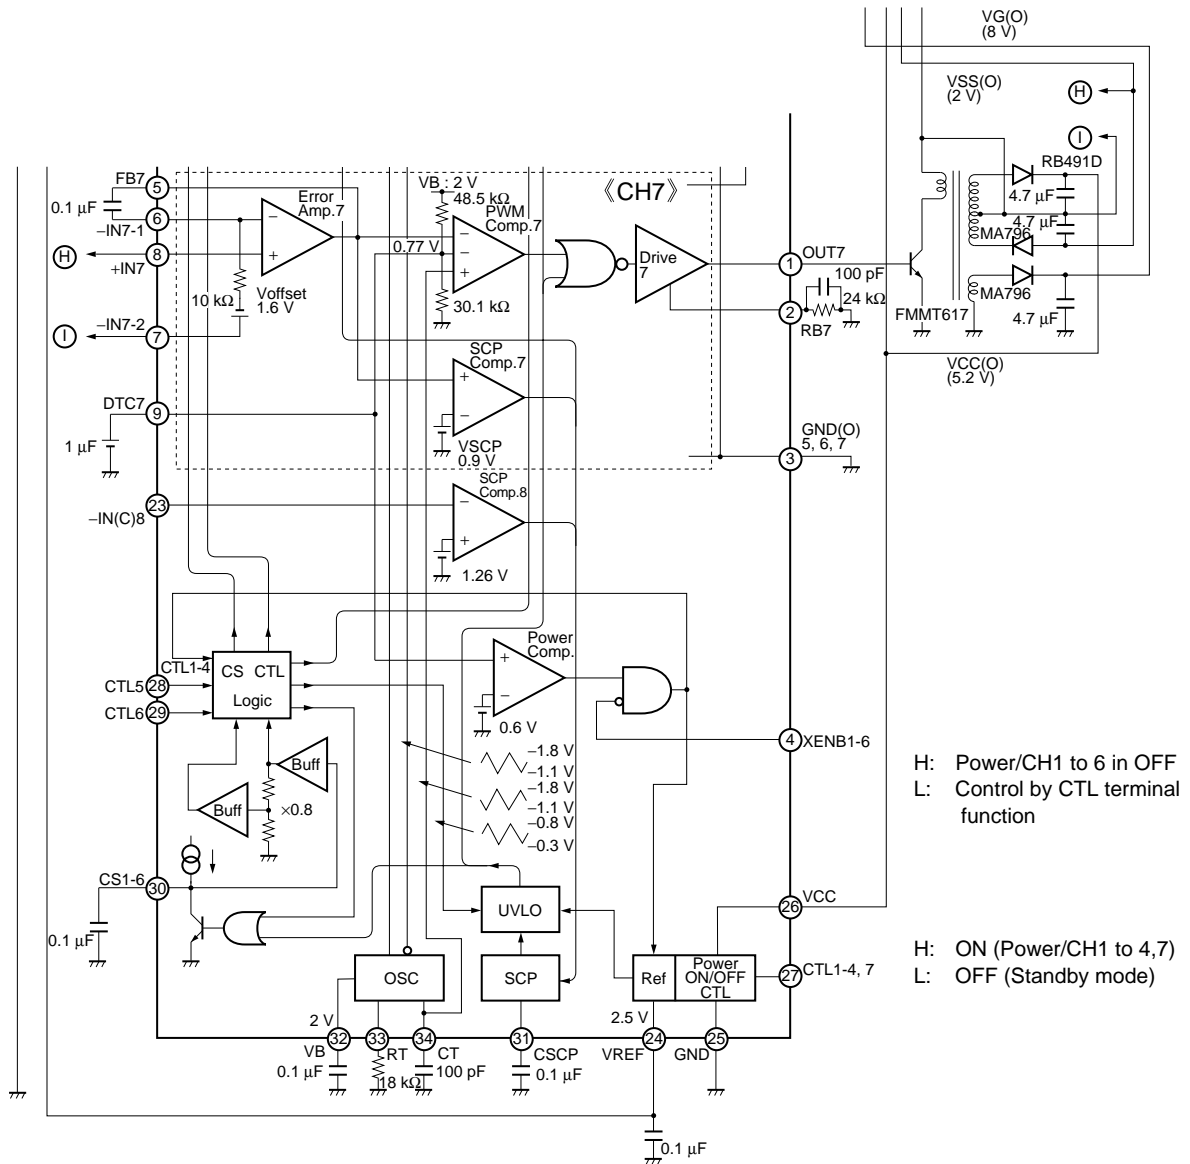 VG(O)
(8 V)
VSS(O)
(2 V)
H
I
RB491D
4.7 µF
4.7 µF
MA796
MA796
4.7 µF
FMMT617
VCC(O)
(5.2 V)
FB7
5
0.1 µF
6
–IN7-1
H
8
+IN7
10 kΩ
Voffset
1.6 V
–IN7-2
I
7
Error
Amp.7
–
+
VB : 2 V
48.5 kΩ
PWM
Comp.7
0.77 V
–
–
+
30.1 kΩ
《CH7》
Drive
7
OUT7
1
100 pF
24 kΩ
2
RB7
SCP
Comp.7
+
–
VSCP
0.9 V
DTC7
9
1 µF
GND(O)
5, 6, 7
3
23
–IN(C)8
SCP
Comp.8
–
+
1.26 V
CTL1-4
CS CTL
Logic
CTL5
28
CTL6
29
Power
Comp.
+
–
0.6 V
4
XENB1-6
H: Power/CH1 to 6 in OFF
L: Control by CTL terminal
function
Buff
Buff
×0.8
–1.8 V
–1.1 V
–1.8 V
–1.1 V
–0.8 V
–0.3 V
CS1-6
30
0.1 µF
UVLO
VCC
26
OSC
SCP
Ref
Power
ON/OFF
CTL
27
CTL1-4, 7
H: ON (Power/CH1 to 4,7)
L: OFF (Standby mode)
2 V
2.5 V
32
33
34
31
24
25
VB
RT
CT
CSCP
VREF
GND
0.1 µF
18 kΩ
100 pF
0.1 µF
0.1 µF